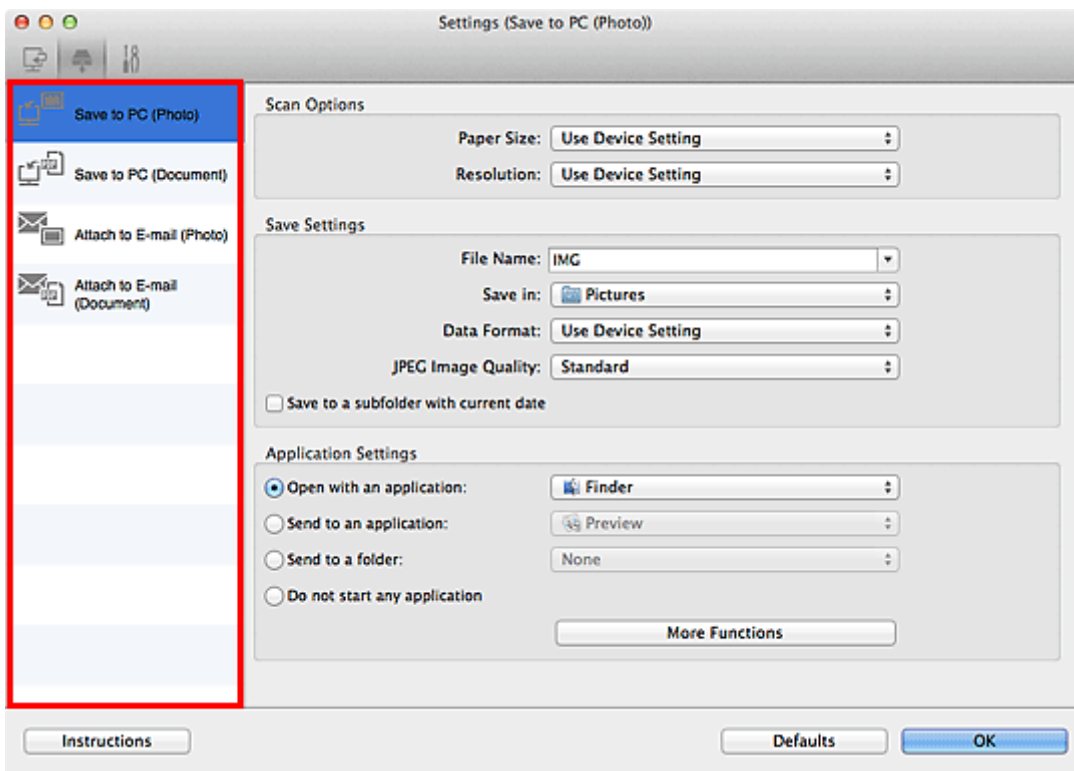 Settings (Save to PC (Photo))
Save to PC (Photo)
Save to PC (Document)
Attach to E-mail (Photo)
Attach to E-mail
(Document)
Scan Options
Paper Size: Use Device Setting
Resolution: Use Device Setting
Save Settings
File Name: IMG
Save in: Pictures
Data Format: Use Device Setting
JPEG Image Quality: Standard
Save to a subfolder with current date
Application Settings
Open with an application: Finder
Send to an application: Preview
Send to a folder: None
Do not start any application
More Functions
Instructions Defaults OK